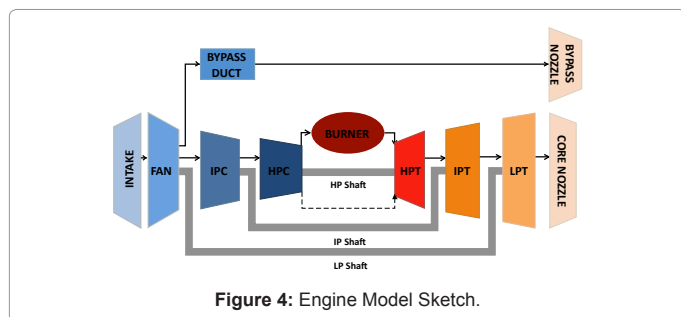 BYPASS
DUCT
BYPASS
NOZZLE
INTAKE
FAN
IPC
HPC
BURNER
HP Shaft
HPT
IPT
LPT
CORE NOZZLE
IP Shaft
LP Shaft
Figure 4: Engine Model Sketch.